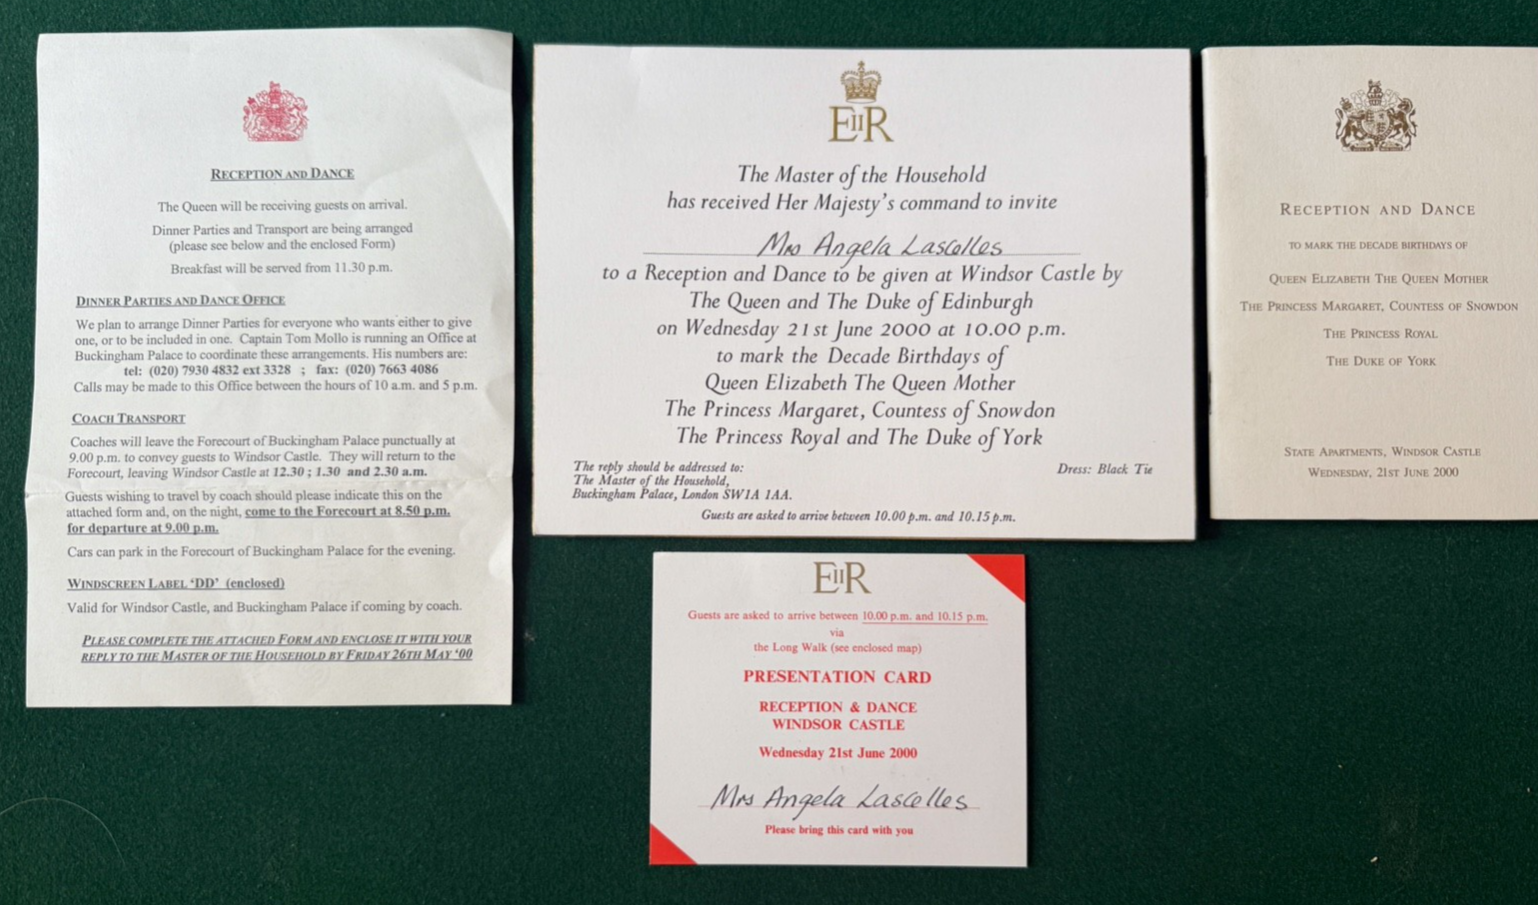 RECEPTION AND DANCE
The Queen will be receiving guests on arrival.
Dinner Parties and Transport are being arranged
(please see below and the enclosed Form)
Breakfast will be served from 11.30 p.m.
DINNER PARTIES AND DANCE OFFICE
We plan to arrange Dinner Parties for everyone who wants either to give
one, or to be included in one. Captain Tom Mollo is running an Office at
Buckingham Palace to coordinate these arrangements. His numbers are:
tel: (020) 7930 4832 ext 3328 ; fax: (020) 7663 4086
Calls may be made to this Office between the hours of 10 a.m. and 5 p.m.
COACH TRANSPORT
Coaches will leave the Forecourt of Buckingham Palace punctually at
9.00 p.m. to convey guests to Windsor Castle. They will return to the
Forecourt, leaving Windsor Castle at 12.30 ; 1.30 and 2.30 a.m.
Guests wishing to travel by coach should please indicate this on the
attached form and, on the night, come to the Forecourt at 8.50 p.m.
for departure at 9.00 p.m.
Cars can park in the Forecourt of Buckingham Palace for the evening.
WINDSCREEN LABEL ‘DD’ (enclosed)
Valid for Windsor Castle, and Buckingham Palace if coming by coach.
PLEASE COMPLETE THE ATTACHED FORM AND ENCLOSE IT WITH YOUR
REPLY TO THE MASTER OF THE HOUSEHOLD BY FRIDAY 26TH MAY ‘00
EIIR
The Master of the Household
has received Her Majesty's command to invite
Mrs Angela Lascelles
to a Reception and Dance to be given at Windsor Castle by
The Queen and The Duke of Edinburgh
on Wednesday 21st June 2000 at 10.00 p.m.
to mark the Decade Birthdays of
Queen Elizabeth The Queen Mother
The Princess Margaret, Countess of Snowdon
The Princess Royal and The Duke of York
The reply should be addressed to:
The Master of the Household,
Buckingham Palace, London SW1A 1AA.
Dress: Black Tie
Guests are asked to arrive between 10.00 p.m. and 10.15 p.m.
EIIR
Guests are asked to arrive between 10.00 p.m. and 10.15 p.m.
via
the Long Walk (see enclosed map)
PRESENTATION CARD
RECEPTION & DANCE
WINDSOR CASTLE
Wednesday 21st June 2000
Mrs Angela Lascelles
Please bring this card with you
RECEPTION AND DANCE
TO MARK THE DECADE BIRTHDAYS OF
QUEEN ELIZABETH THE QUEEN MOTHER
THE PRINCESS MARGARET, COUNTESS OF SNOWDON
THE PRINCESS ROYAL
THE DUKE OF YORK
STATE APARTMENTS, WINDSOR CASTLE
WEDNESDAY, 21ST JUNE 2000